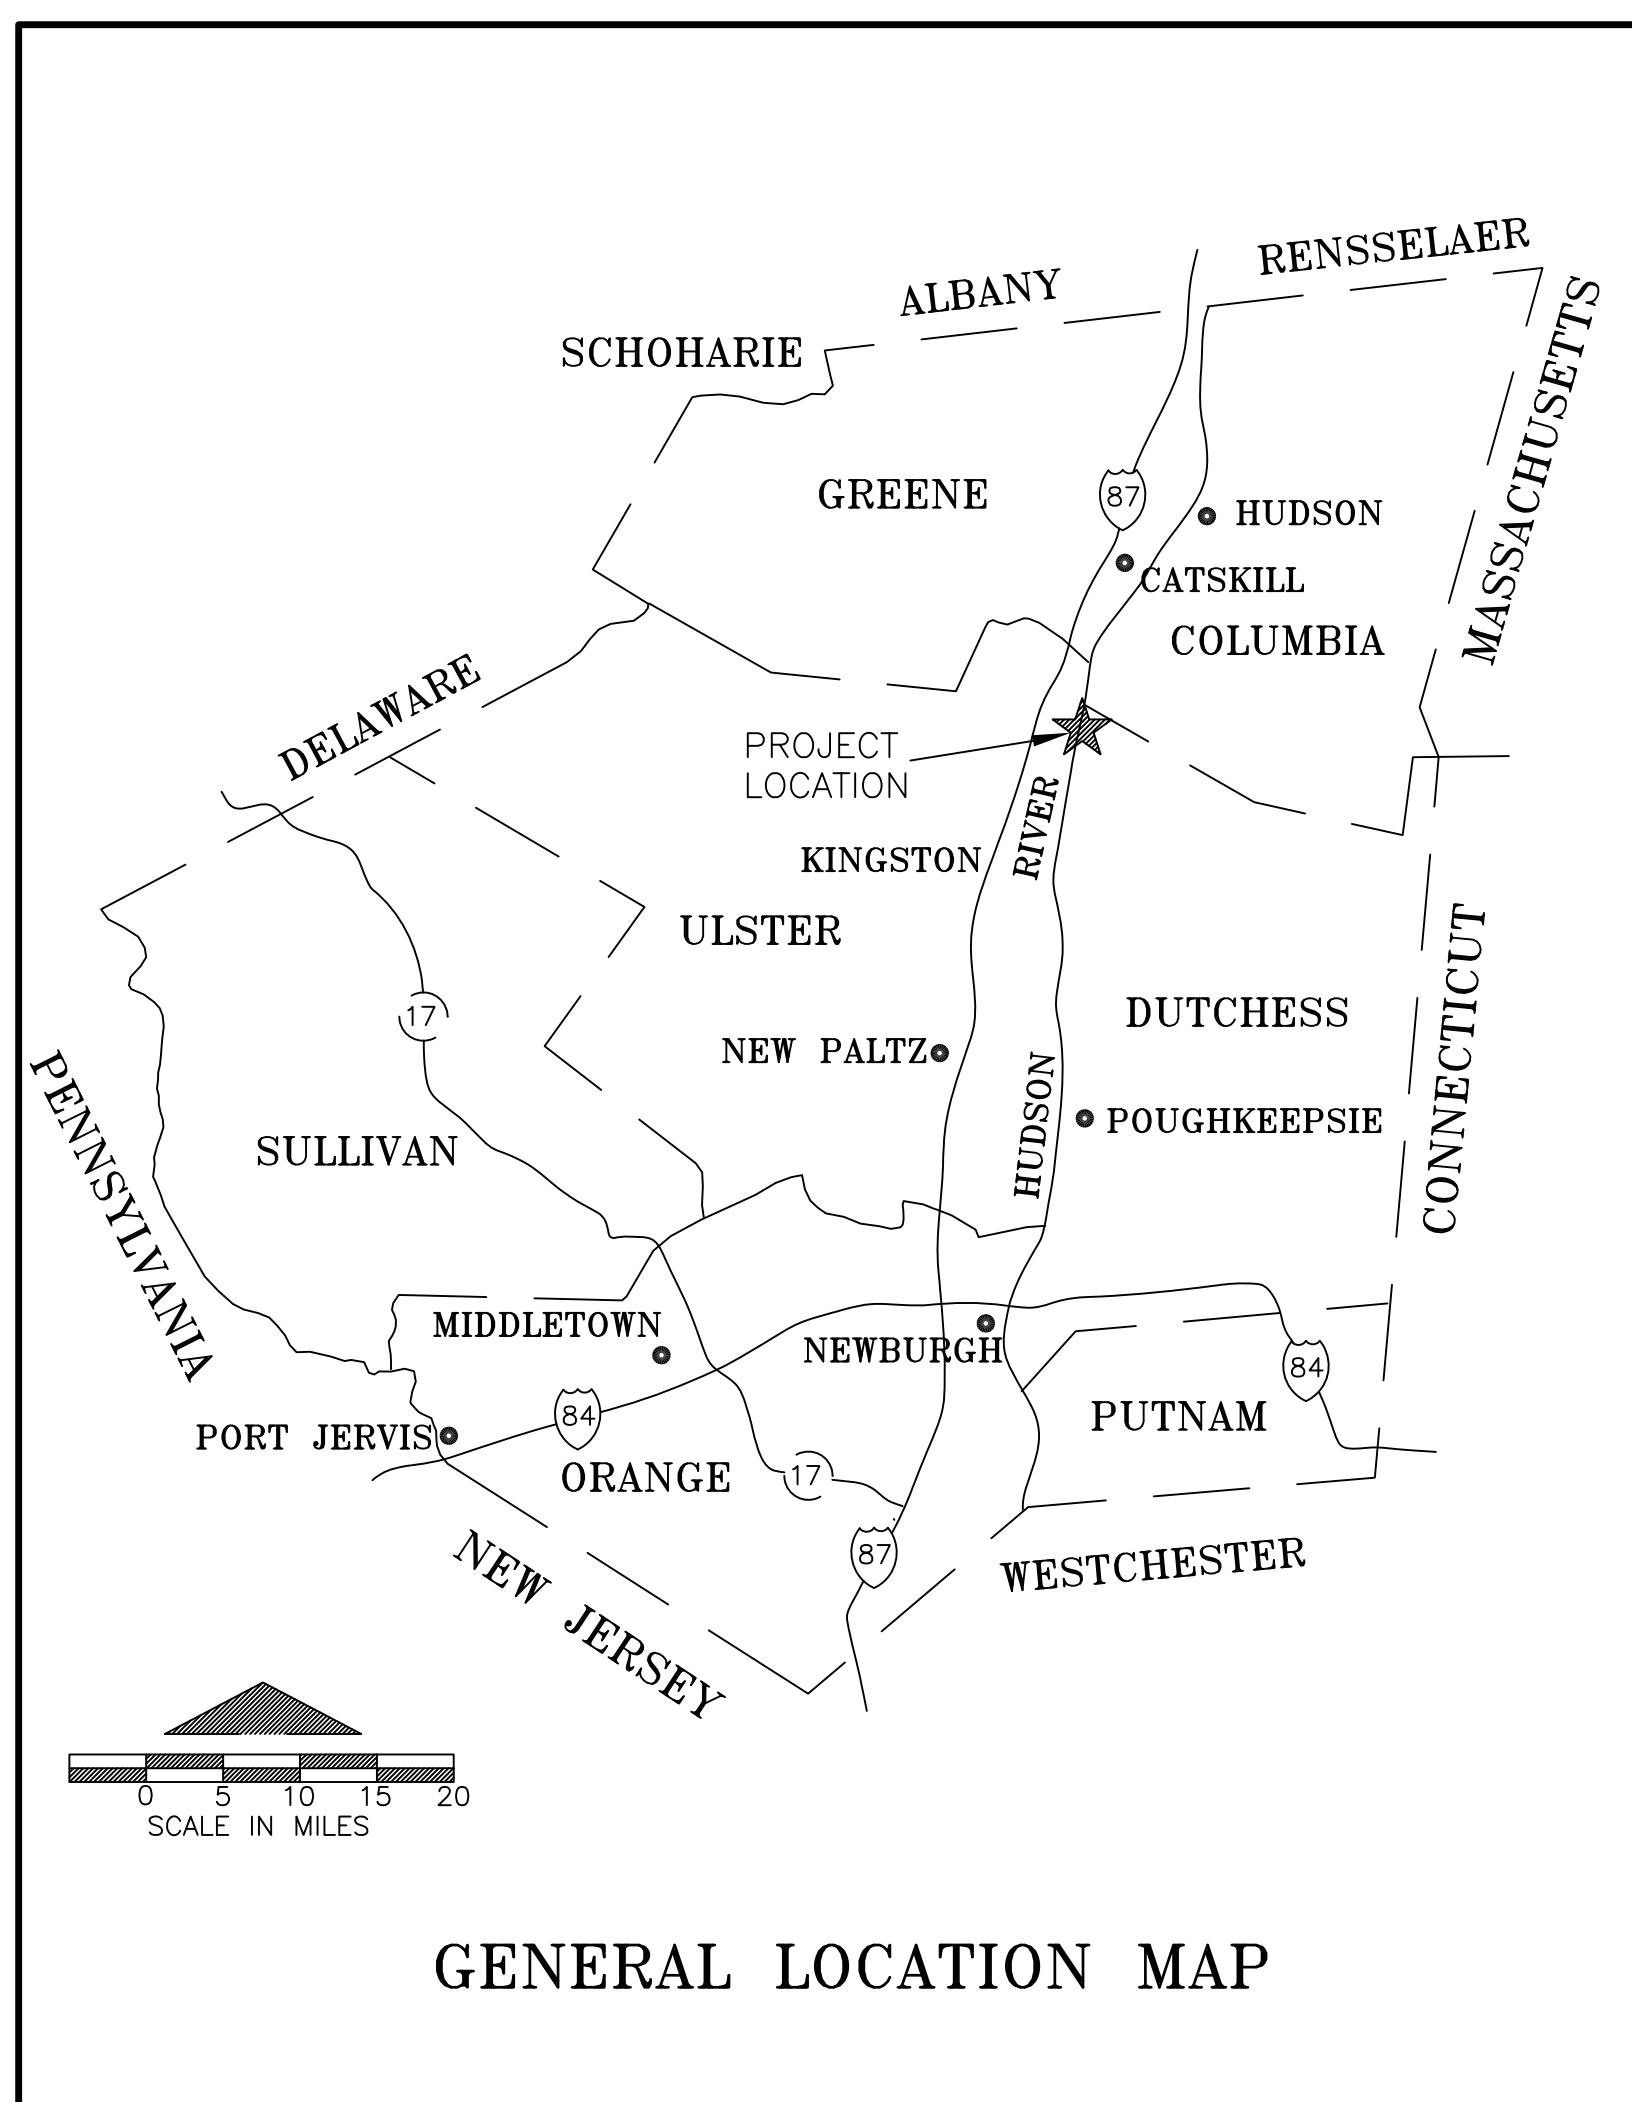 RENSSELAER
ALBANY
SCHOHARIE
MASSACHUSETTS
GREENE
87
HUDSON
CATSKILL
COLUMBIA
DELAWARE
PROJECT
LOCATION
RIVER
KINGSTON
ULSTER
CONNECTICUT
17
DUTCHESS
NEW PALTZ
HUDSON
PENNSYLVANIA
POUGHKEEPSIE
SULLIVAN
MIDDLETOWN
NEWBURGH
84
84
PUTNAM
PORT JERVIS
ORANGE
17
87
NEW JERSEY
WESTCHESTER
0 5 10 15 20
SCALE IN MILES
GENERAL LOCATION MAP